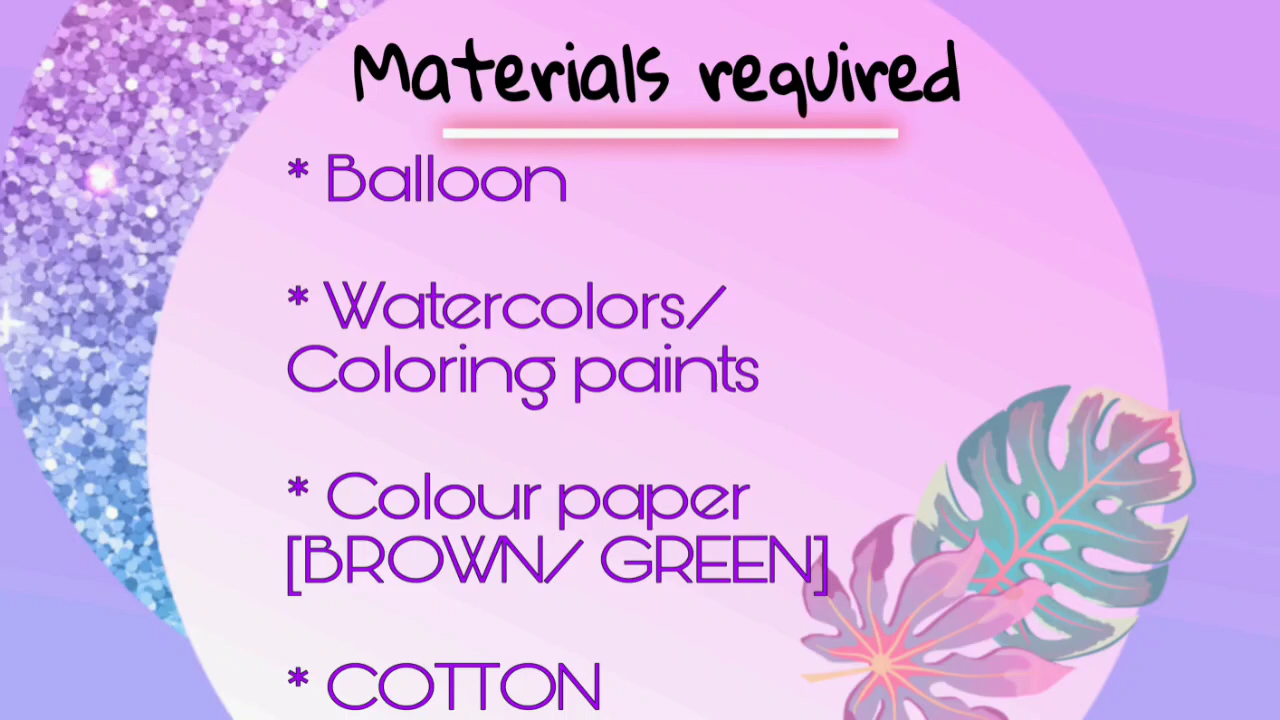 Materials required
* Balloon
* Watercolors/
Coloring paints
* Colour paper
[BROWN/ GREEN]
* COTTON